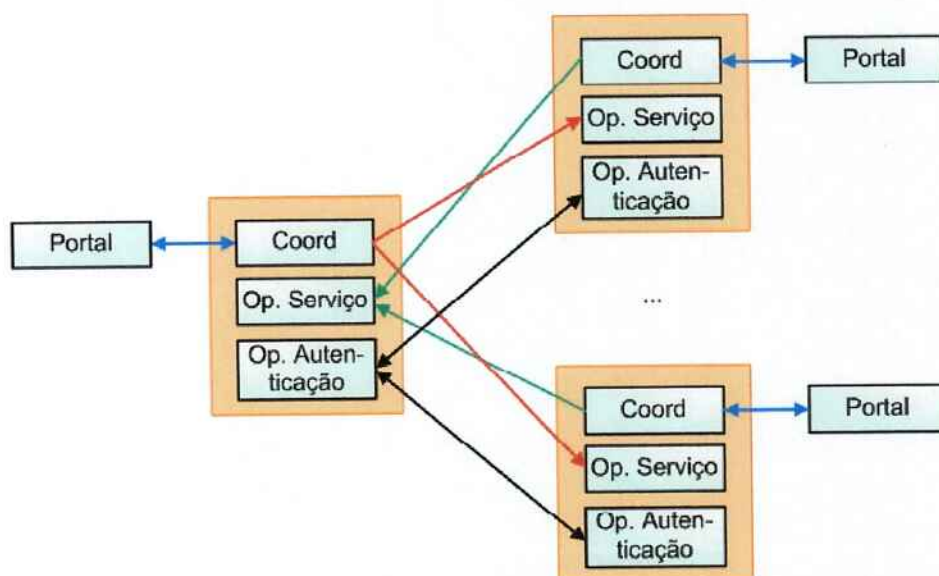 Coord
Portal
Op. Serviço
Op. Auten-
ticação
Portal
Coord
Op. Serviço
Op. Auten-
ticação
...
Coord
Portal
Op. Serviço
Op. Auten-
ticação